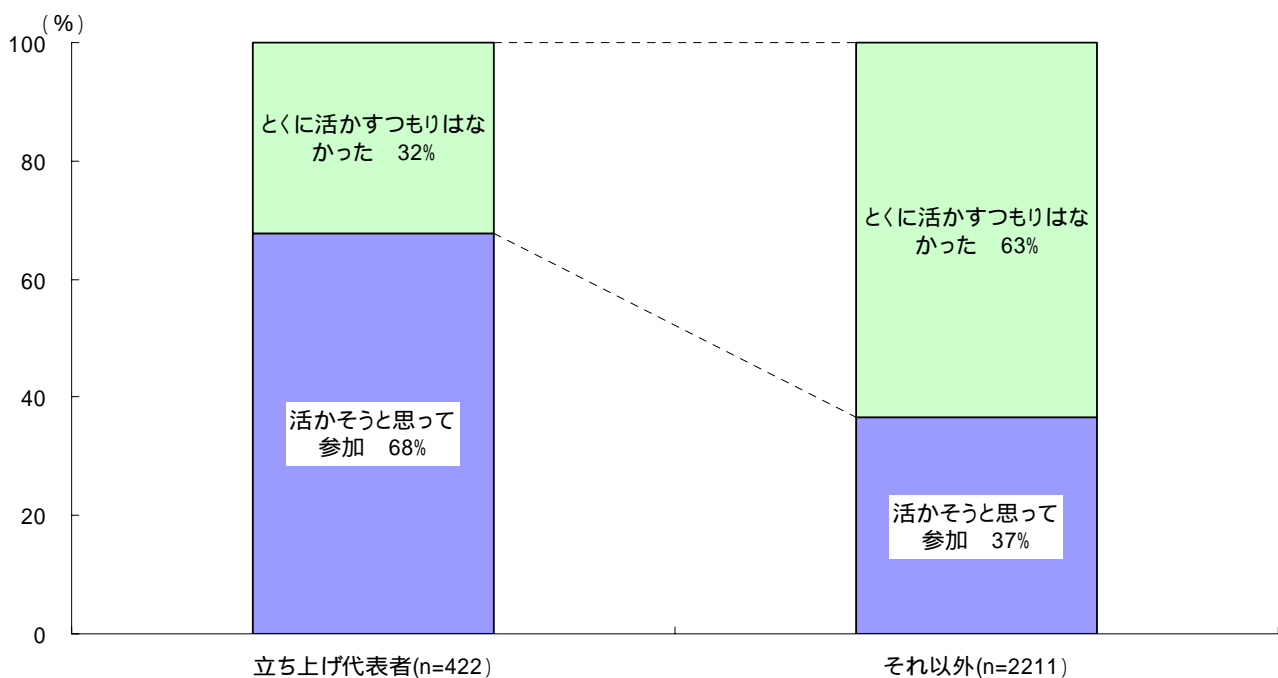 (%)
100
80
60
40
20
0
とくに活かすつもりはな
かった 32%
活かそうと思って
参加 68%
とくに活かすつもりはな
かった 63%
活かそうと思って
参加 37%
立ち上げ代表者(n=422)
それ以外(n=2211)